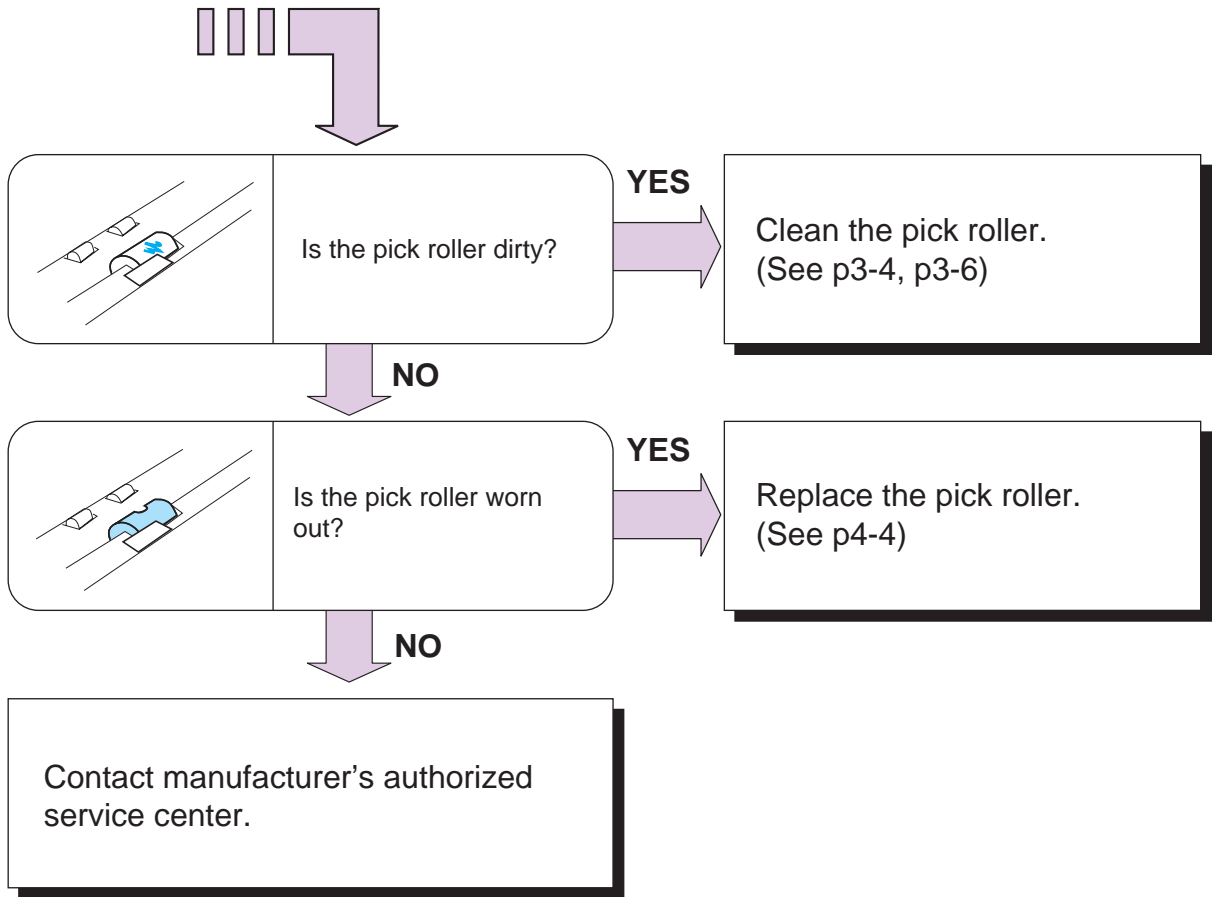 Is the pick roller dirty?
YES
Clean the pick roller.
(See p3-4, p3-6)
NO
Is the pick roller worn
out?
YES
Replace the pick roller.
(See p4-4)
NO
Contact manufacturer’s authorized
service center.